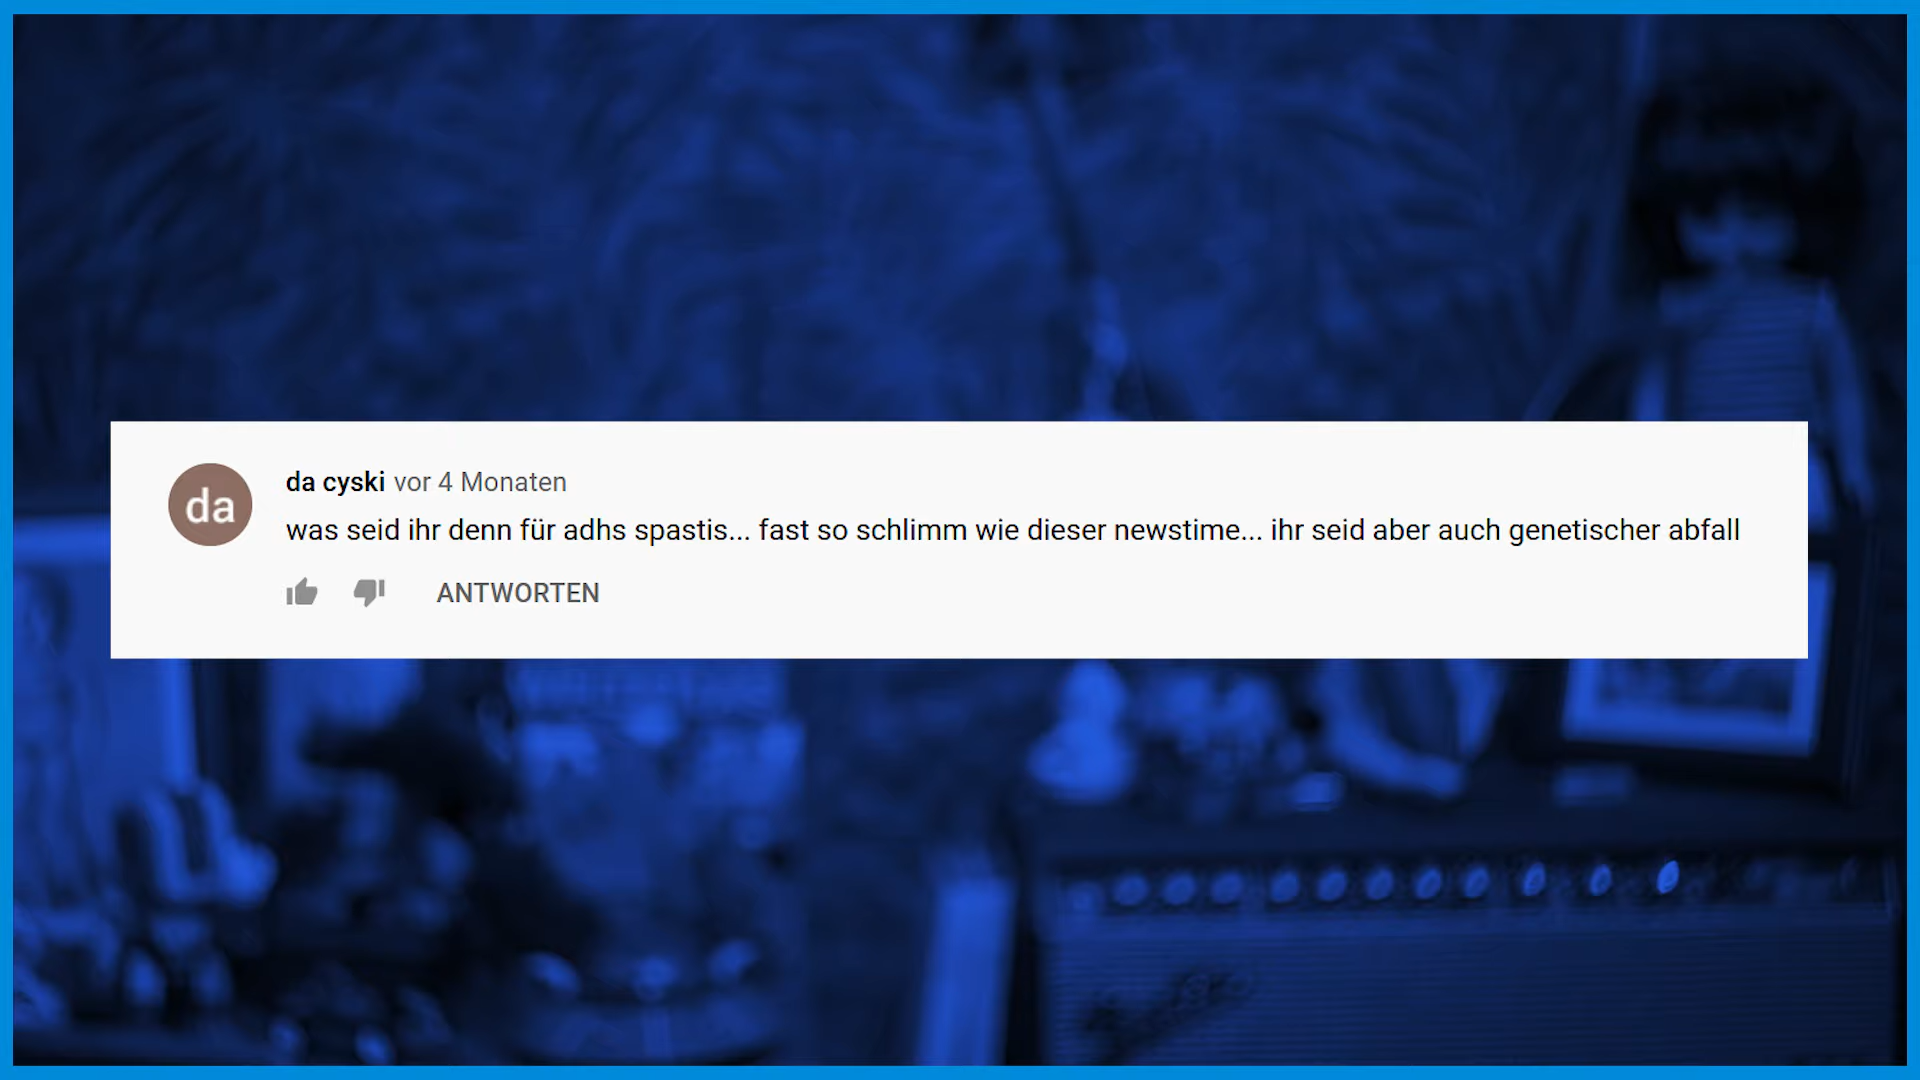 da
da cyski vor 4 Monaten
was seid ihr denn für adhs spastis... fast so schlimm wie dieser newstime... ihr seid aber auch genetischer abfall
ANTWORTEN